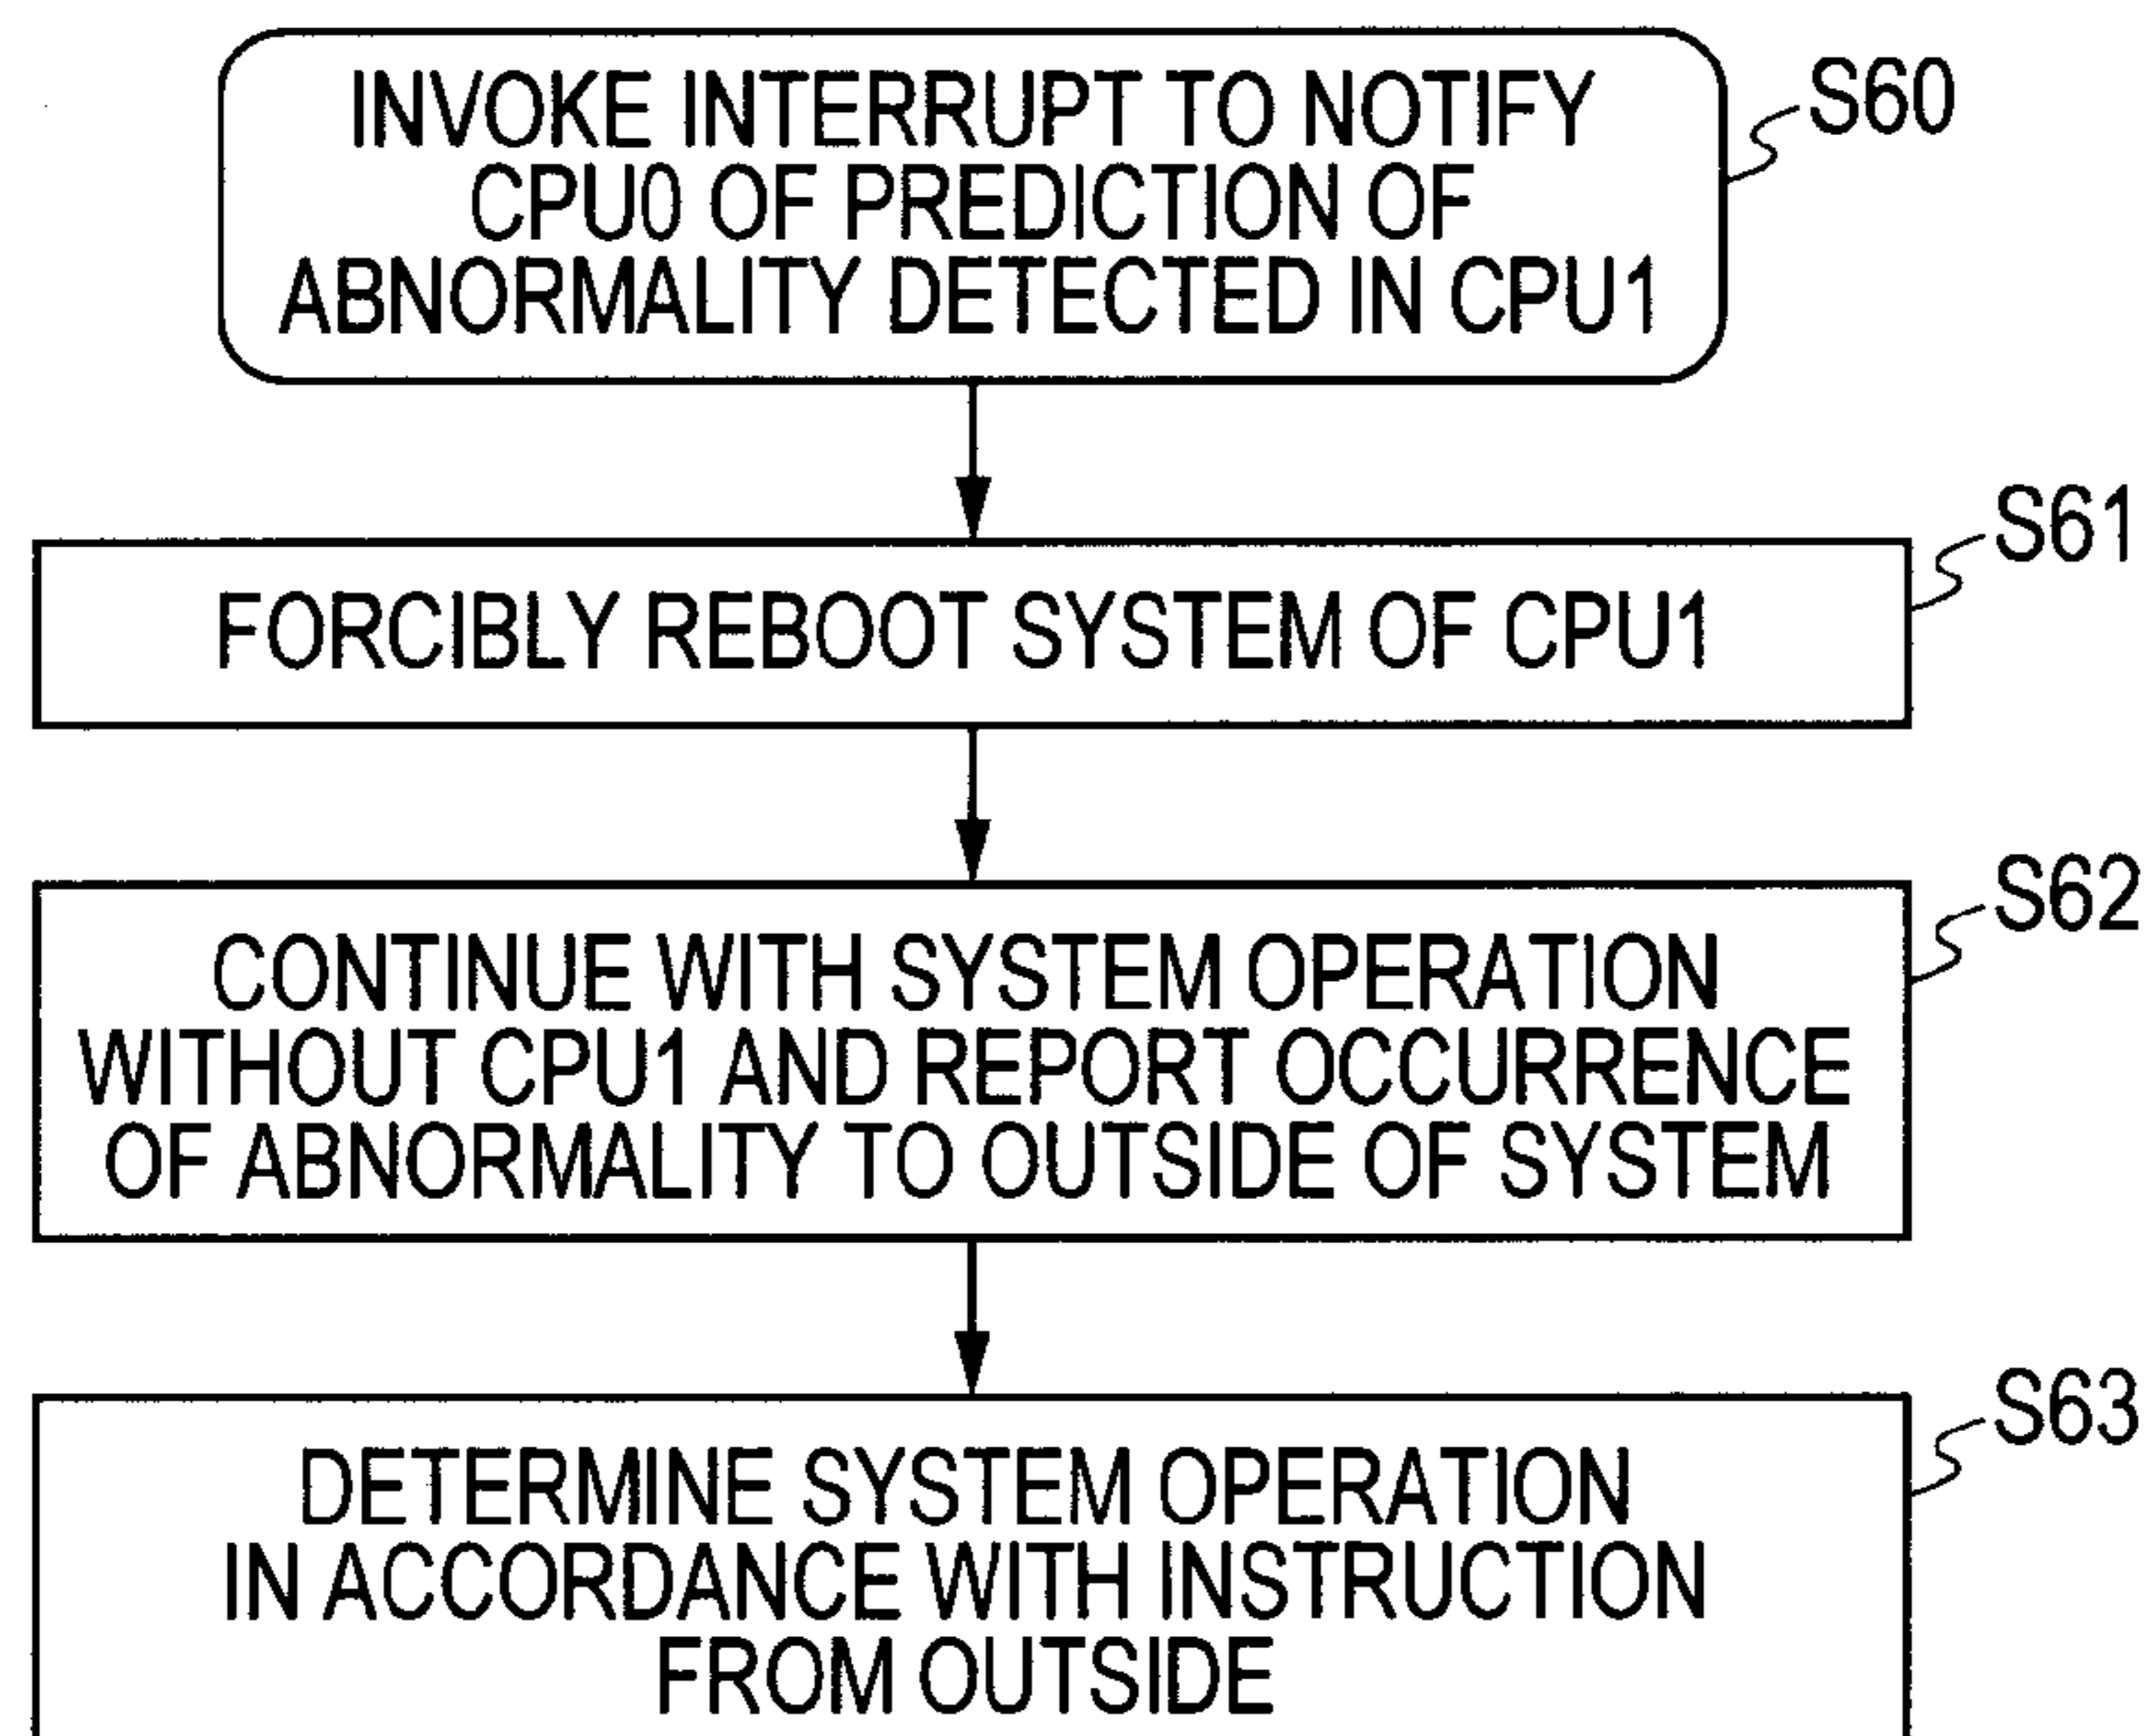 INVOKE INTERRUPT TO NOTIFY
CPU0 OF PREDICTION OF
ABNORMALITY DETECTED IN CPU1
S60
FORCIBLY REBOOT SYSTEM OF CPU1
S61
CONTINUE WITH SYSTEM OPERATION
WITHOUT CPU1 AND REPORT OCCURRENCE
OF ABNORMALITY TO OUTSIDE OF SYSTEM
S62
DETERMINE SYSTEM OPERATION
IN ACCORDANCE WITH INSTRUCTION
FROM OUTSIDE
S63